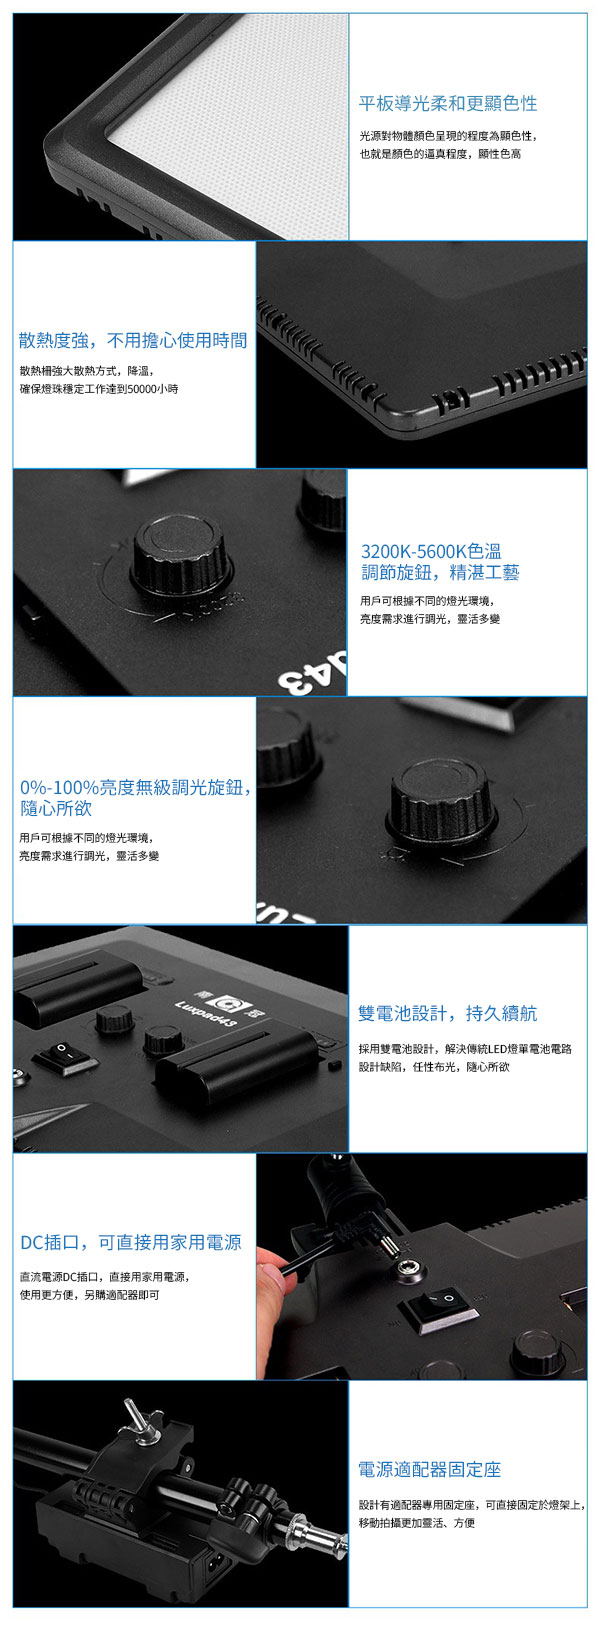 平板導光柔和更顯色性
光源對物體顏色呈現的程度為顯色性，
也就是顏色的逼真程度，顯性色高
散熱度強，不用擔心使用時間
散熱柵強大散熱方式，降溫，
確保燈珠穩定工作達到50000小時
d43
3200K-5600K色溫
調節旋鈕，精湛工藝
用戶可根據不同的燈光環境，
亮度需求進行調光，靈活多變
0%-100%亮度無級調光旋鈕，
隨心所欲
用戶可根據不同的燈光環境，
亮度需求進行調光，靈活多變
Lux
南冠
Luxpad43
雙電池設計，持久續航
採用雙電池設計，解決傳統LED燈單電池電路
設計缺陷，任性布光，隨心所欲
DC插口，可直接用家用電源
直流電源DC插口，直接用家用電源，
使用更方便，另購適配器即可
電源適配器固定座
設計有適配器專用固定座，可直接固定於燈架上，
移動拍攝更加靈活、方便